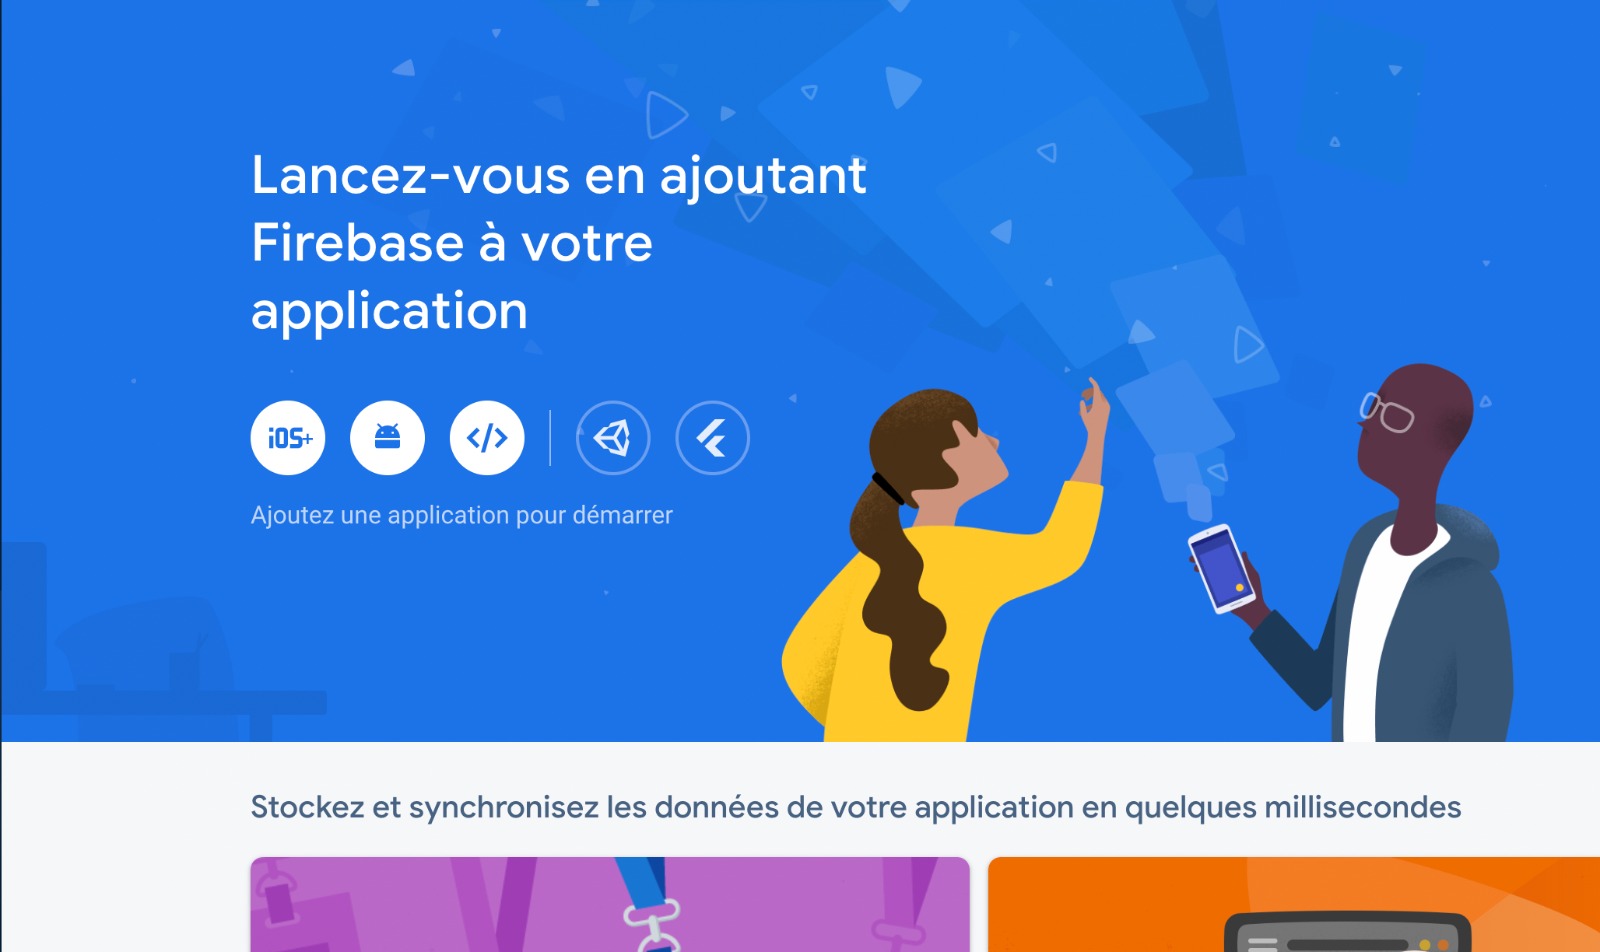 Lancez-vous en ajoutant
Firebase à votre
application
iOS+
Ajoutez une application pour démarrer
Stockez et synchronisez les données de votre application en quelques millisecondes